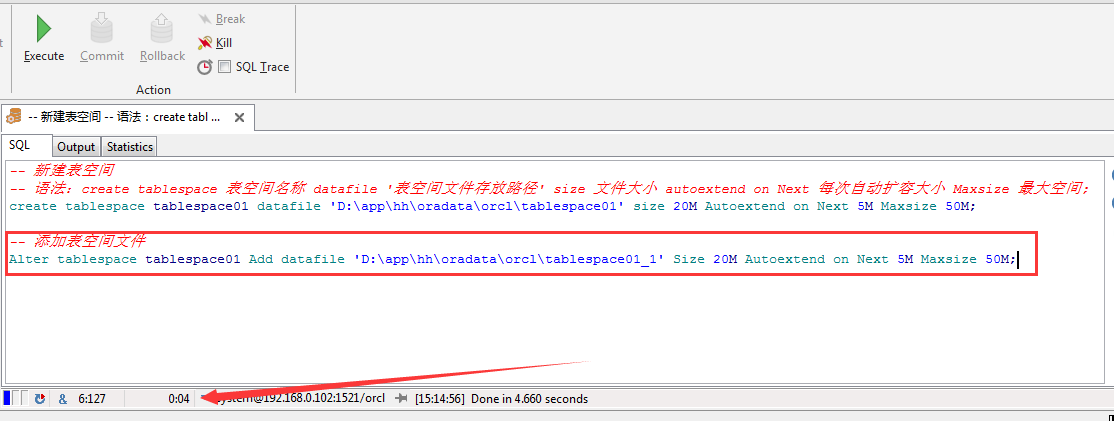 Execute
Commit
Rollback
Break
Kill
SQL Trace
Action
-- 新建表空间 -- 语法：create tabl ...
SQL
Output
Statistics
-- 新建表空间
-- 语法：create tablespace 表空间名称 datafile '表空间文件存放路径' size 文件大小 autoextend on Next 每次自动扩容大小 Maxsize 最大空间；
create tablespace tablespace01 datafile 'D:\app\hh\oradata\orcl\tablespace01' size 20M Autoextend on Next 5M Maxsize 50M;
-- 添加表空间文件
Alter tablespace tablespace01 Add datafile 'D:\app\hh\oradata\orcl\tablespace01_1' Size 20M Autoextend on Next 5M Maxsize 50M;
& 6:127 0:04 system@192.168.0.102:1521/orcl [15:14:56] Done in 4.660 seconds